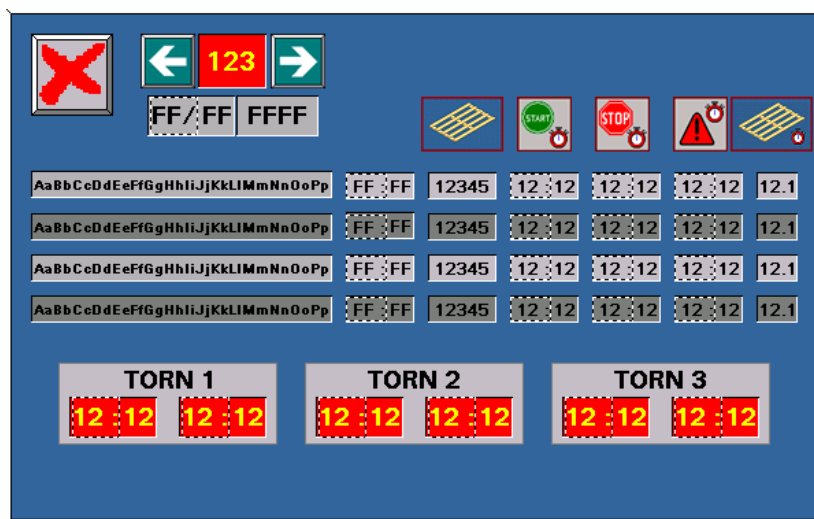 123
FF/FF FFFF
START STOP
AaBbCcDdEeFfGgHhIiJjKkLlMmNnOoPp FF:FF 12345 12:12 12:12 12:12 12.1
AaBbCcDdEeFfGgHhIiJjKkLlMmNnOoPp FF:FF 12345 12:12 12:12 12:12 12.1
AaBbCcDdEeFfGgHhIiJjKkLlMmNnOoPp FF:FF 12345 12:12 12:12 12:12 12.1
AaBbCcDdEeFfGgHhIiJjKkLlMmNnOoPp FF:FF 12345 12:12 12:12 12:12 12.1
TORN 1 TORN 2 TORN 3
12:12 12:12 12:12 12:12 12:12 12:12